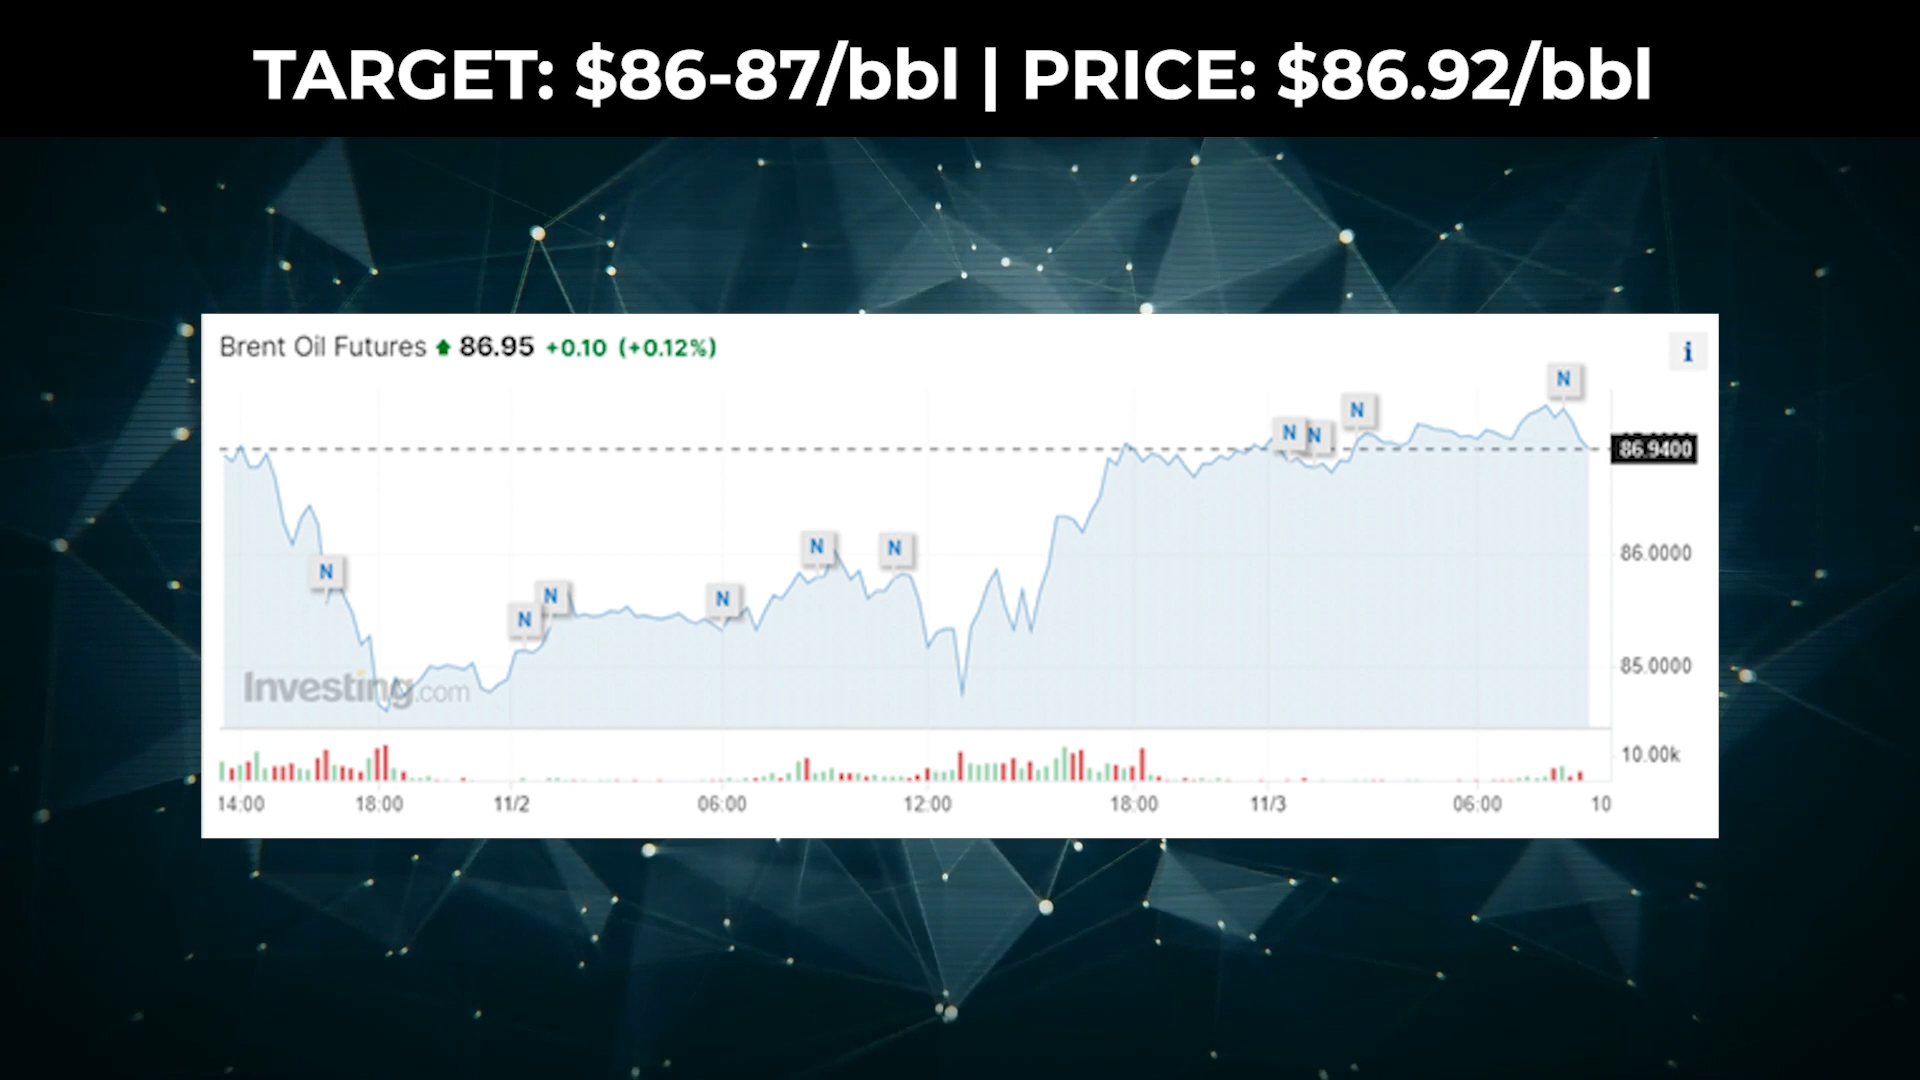 TARGET: $86-87/bbl | PRICE: $86.92/bbl
Brent Oil Futures 86.95 +0.10 (+0.12%)
i
N
N
N
N
N
N
N
N
N
N
86.9400
86.0000
85.0000
Investing.com
10.00k
14:00 18:00 11/2 06:00 12:00 18:00 11/3 06:00 10